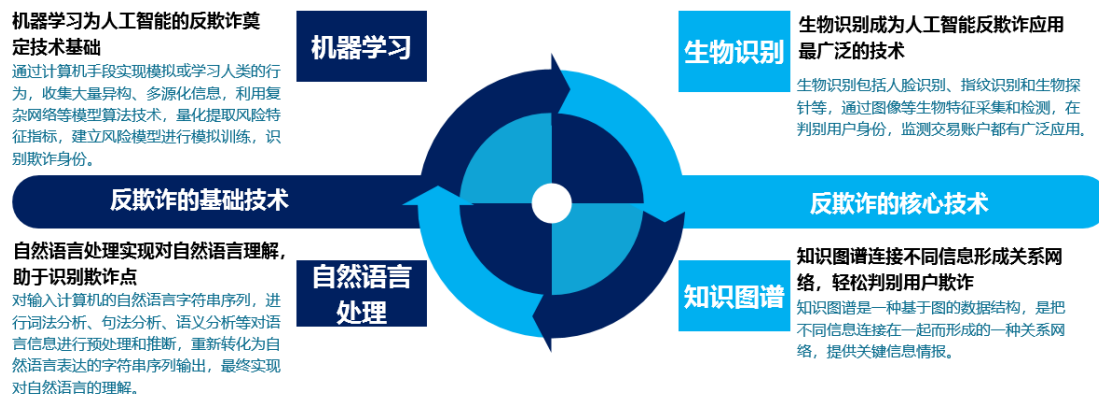 机器学习为人工智能的反欺诈奠
定技术基础
通过计算机手段实现模拟或学习人类的行
为，收集大量异构、多源化信息，利用复
杂网络等模型算法技术，量化提取风险特
征指标，建立风险模型进行模拟训练，识
别欺诈身份。
机器学习
生物识别
生物识别成为人工智能反欺诈应用
最广泛的技术
生物识别包括人脸识别、指纹识别和生物探
针等，通过图像等生物特征采集和检测，在
判别用户身份，监测交易账户都有广泛应用。
反欺诈的基础技术
反欺诈的核心技术
自然语言处理实现对自然语言理解，
助于识别欺诈点
对输入计算机的自然语言字符串序列，进
行词法分析、句法分析、语义分析等对语
言信息进行预处理和推断，重新转化为自
然语言表达的字符串序列输出，最终实现
对自然语言的理解。
自然语言
处理
知识图谱
知识图谱连接不同信息形成关系网
络，轻松判别用户欺诈
知识图谱是一种基于图的数据结构，是把
不同信息连接在一起而形成的一种关系网
络，提供关键信息情报。